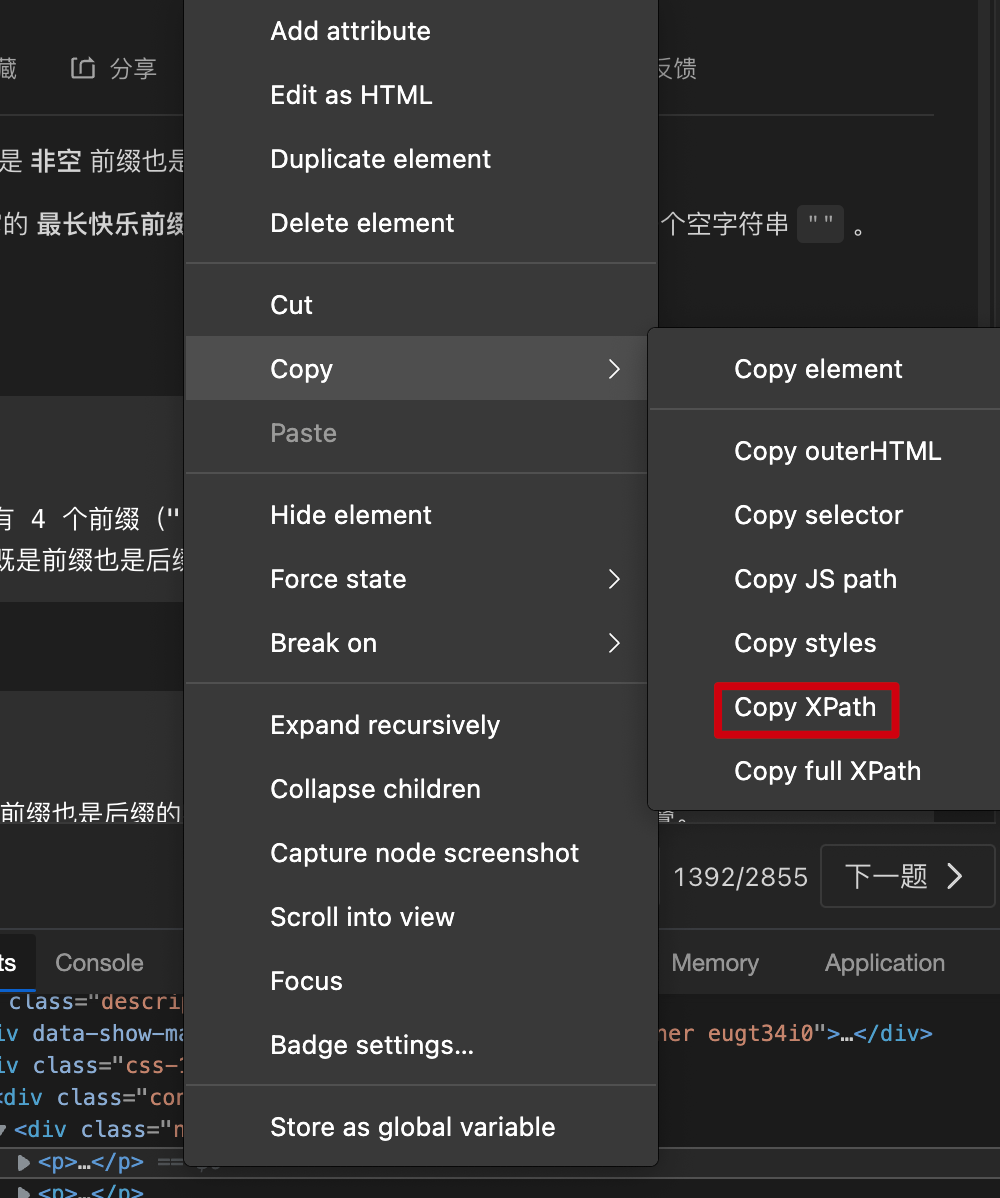 Add attribute
藏 分享 反馈
Edit as HTML
是 非空 前缀也是
Duplicate element
的 最长快乐前缀 个空字符串 "" 。
Delete element
Cut
Copy
Copy element
Paste
Copy outerHTML
有 4 个前缀 ("
Hide element
Copy selector
既是前缀也是后缀
Force state
Copy JS path
Break on
Copy styles
Expand recursively
Copy XPath
Collapse children
Copy full XPath
前缀也是后缀的
Capture node screenshot
1392/2855 下一题
Scroll into view
ts Console Memory Application
Focus
class="descrip
iv data-show-ma her eugt34i0">…</div>
Badge settings...
iv class="css-1
<div class="con
Store as global variable
<div class="n
<p>…</p> ==
<p>…</p>